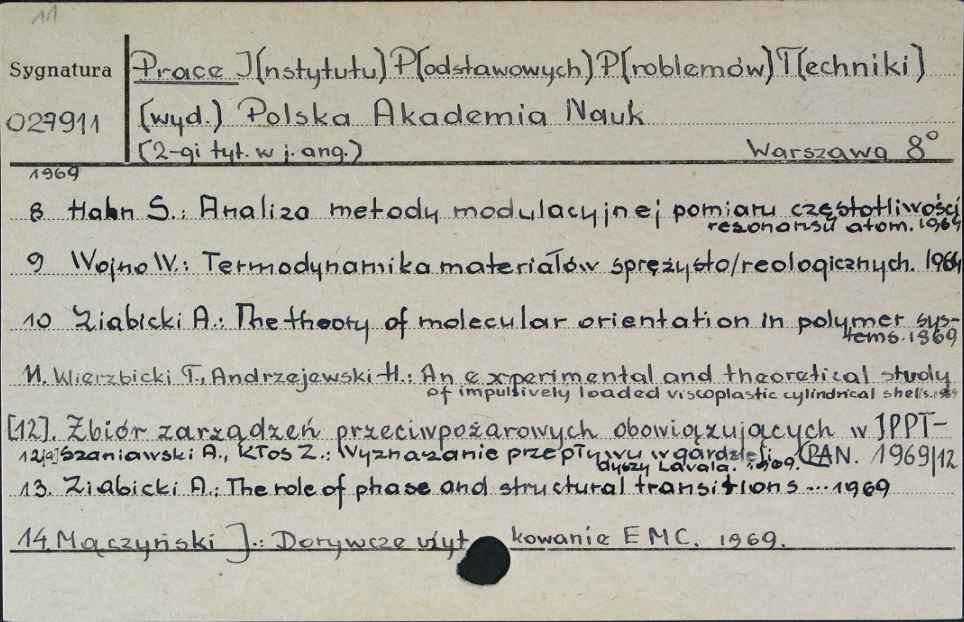 11
Sygnatura
027911
Prace I(nstytutu) P(odstawowych) P(roblemów) T(echniki)
(wyd.) Polska Akademia Nauk
(2-gi tyt. w j. ang.) Warszawa 8°
1969
8 Hahn S.: Analiza metody modulacyjnej pomiaru częstotliwości
rezonansu atom. 1969
9 Wojno W.: Termodynamika materiałów sprężysto/reologicznych. 1969
10 Ziabicki A.: The theory of molecular orientation in polymer sys-
tems. 1969
11. Wierzbicki T., Andrzejewski H.: An experimental and theoretical study
of impulsively loaded viscoplastic cylindrical shells. 1969
[12]. Zbiór zarządzeń przeciwpożarowych obowiązujących w IPPT-
12[a] Szaniawski A., Kłos Z.: Wyznaczanie przepływu w gardzieli PAN. 1969/12
dyszy Lavala. 1969.
13. Ziabicki A.: The role of phase and structural transitions ... 1969
14. Mączyński J.: Dorywcze użytkowanie EMC. 1969.